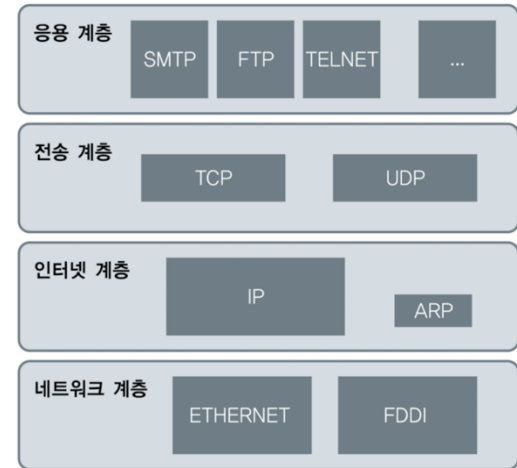 응용 계층
SMTP FTP TELNET ...
전송 계층
TCP UDP
인터넷 계층
IP ARP
네트워크 계층
ETHERNET FDDI